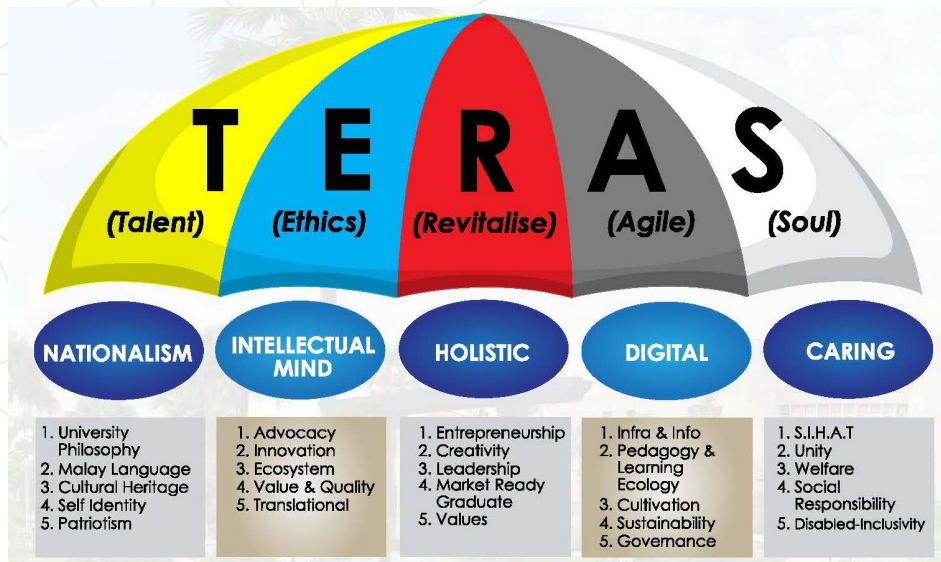 T E R A S
(Talent) (Ethics) (Revitalise) (Agile) (Soul)
NATIONALISM
INTELLECTUAL
MIND
HOLISTIC
DIGITAL
CARING
1. University
Philosophy
2. Malay Language
3. Cultural Heritage
4. Self Identity
5. Patriotism
1. Advocacy
2. Innovation
3. Ecosystem
4. Value & Quality
5. Translational
1. Entrepreneurship
2. Creativity
3. Leadership
4. Market Ready
Graduate
5. Values
1. Infra & Info
2. Pedagogy &
Learning
Ecology
3. Cultivation
4. Sustainability
5. Governance
1. S.I.H.A.T
2. Unity
3. Welfare
4. Social
Responsibility
5. Disabled-Inclusivity